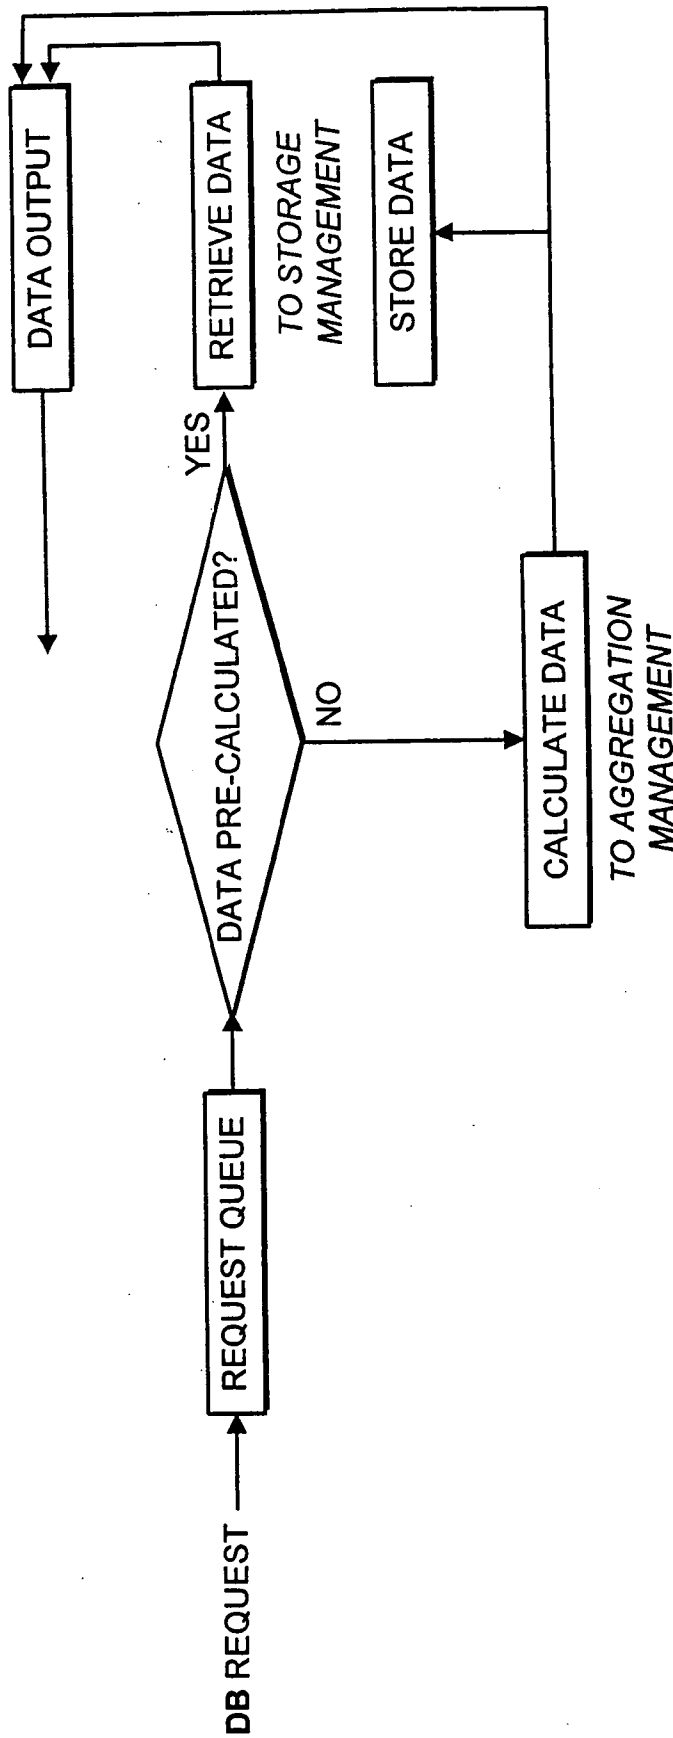 DATA OUTPUT
RETRIEVE DATA
TO STORAGE
MANAGEMENT
STORE DATA
YES
DATA PRE-CALCULATED?
NO
CALCULATE DATA
TO AGGREGATION
MANAGEMENT
REQUEST QUEUE
DB REQUEST